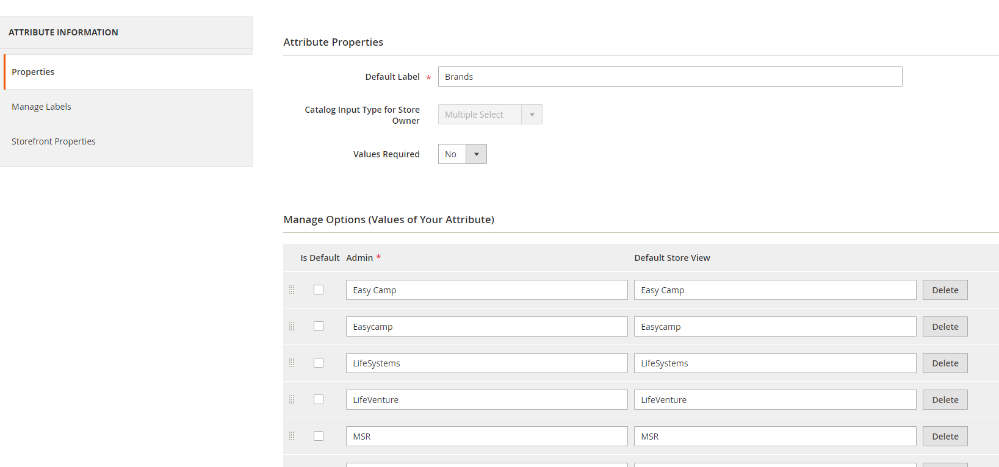 ATTRIBUTE INFORMATION
Properties
Manage Labels
Storefront Properties
Attribute Properties
Default Label *
Brands
Catalog Input Type for Store
Owner
Multiple Select
Values Required
No
Manage Options (Values of Your Attribute)
Is Default Admin * Default Store View
Easy Camp Easy Camp Delete
Easycamp Easycamp Delete
LifeSystems LifeSystems Delete
LifeVenture LifeVenture Delete
MSR MSR Delete